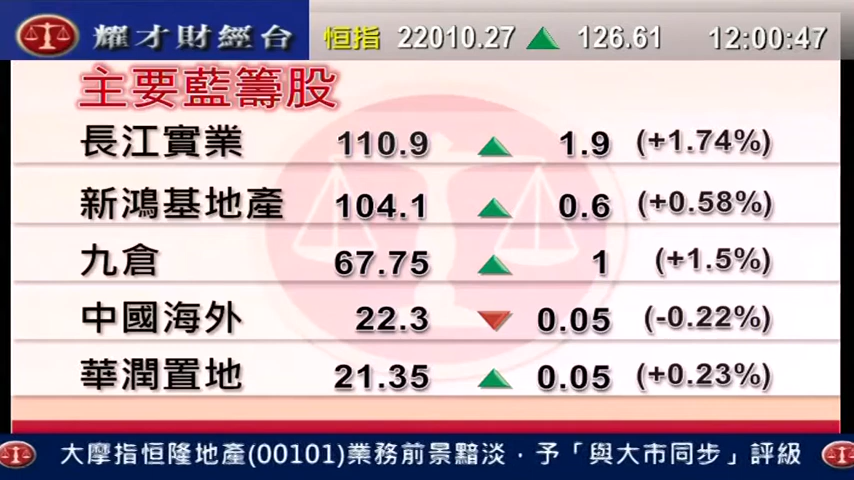 耀才財經台 恒指 22010.27 ▲ 126.61 12:00:47
主要藍籌股
長江實業 110.9 ▲ 1.9 (+1.74%)
新鴻基地產 104.1 ▲ 0.6 (+0.58%)
九倉 67.75 ▲ 1 (+1.5%)
中國海外 22.3 ▼ 0.05 (-0.22%)
華潤置地 21.35 ▲ 0.05 (+0.23%)
大摩指恒隆地產(00101)業務前景黯淡，予「與大市同步」評級